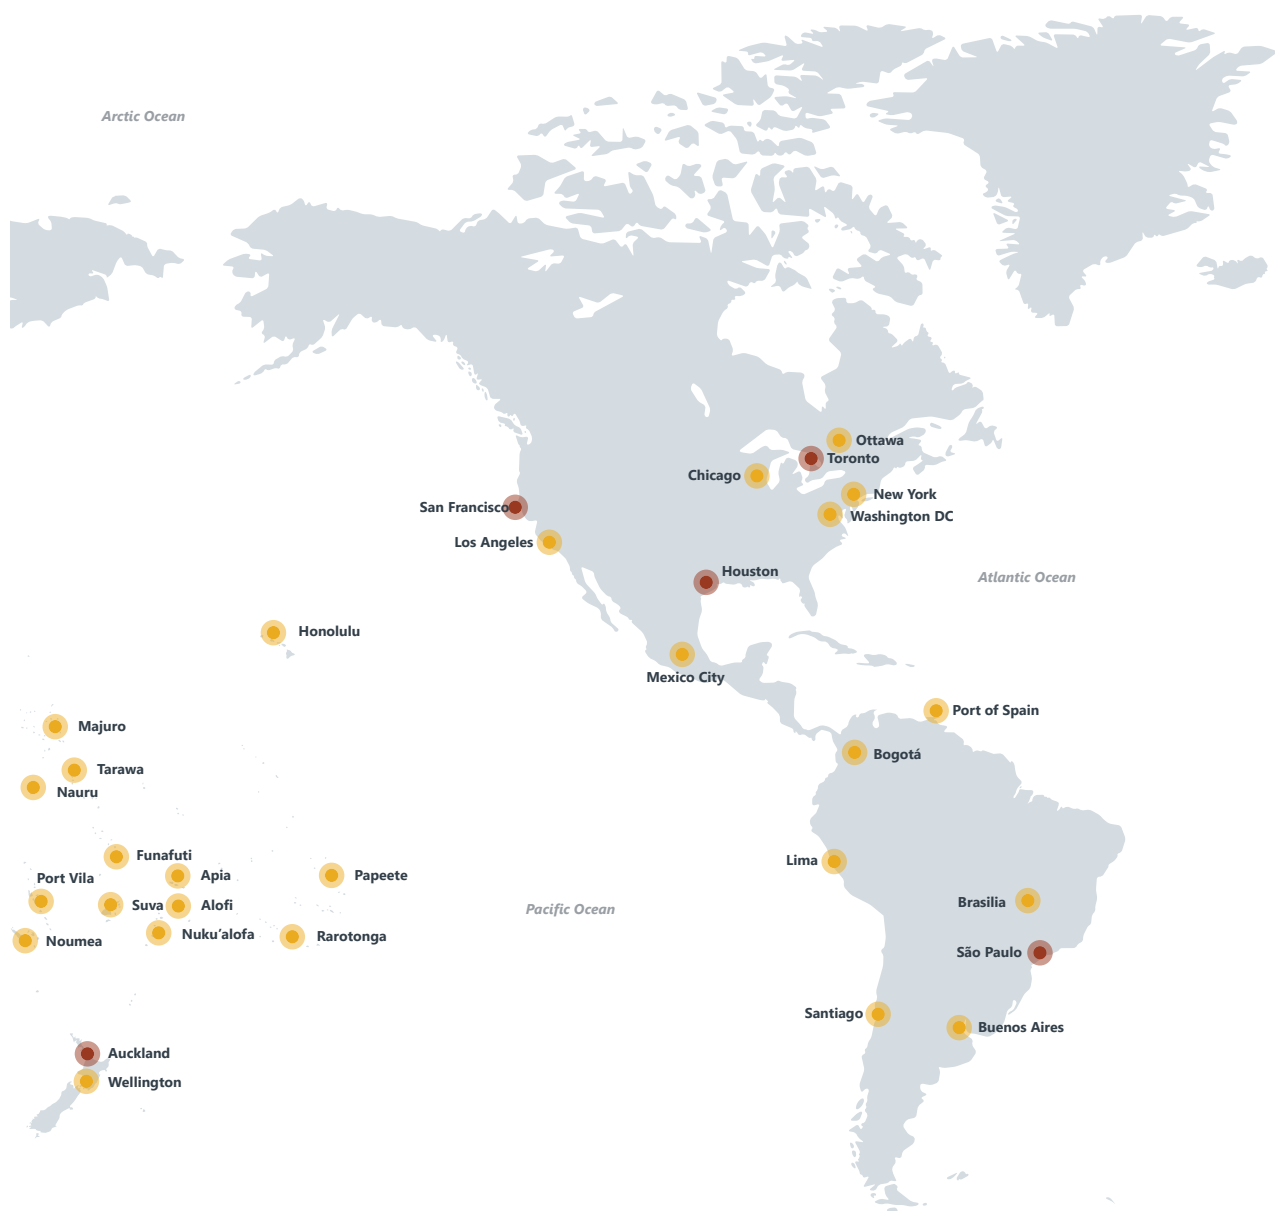 Arctic Ocean
Ottawa
Toronto
Chicago
New York
San Francisco
Washington DC
Los Angeles
Houston
Atlantic Ocean
Honolulu
Mexico City
Port of Spain
Majuro
Bogotá
Tarawa
Nauru
Funafuti
Lima
Port Vila
Apia
Papeete
Suva
Alofi
Brasilia
Pacific Ocean
Noumea
Nuku’alofa
Rarotonga
São Paulo
Santiago
Buenos Aires
Auckland
Wellington